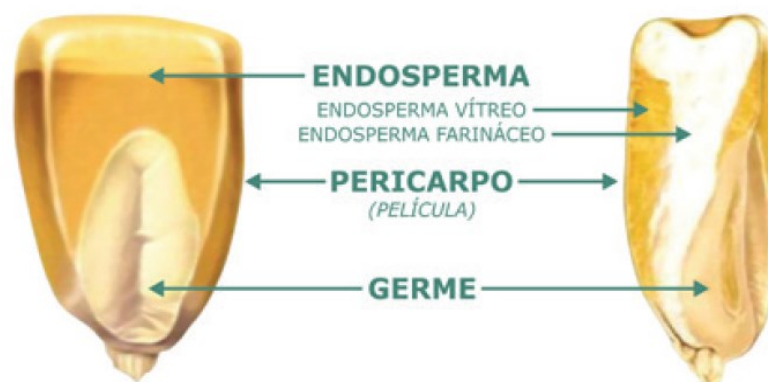 ENDOSPERMA
ENDOSPERMA VÍTREO
ENDOSPERMA FARINÁCEO
PERICARPO
(PELÍCULA)
GERME